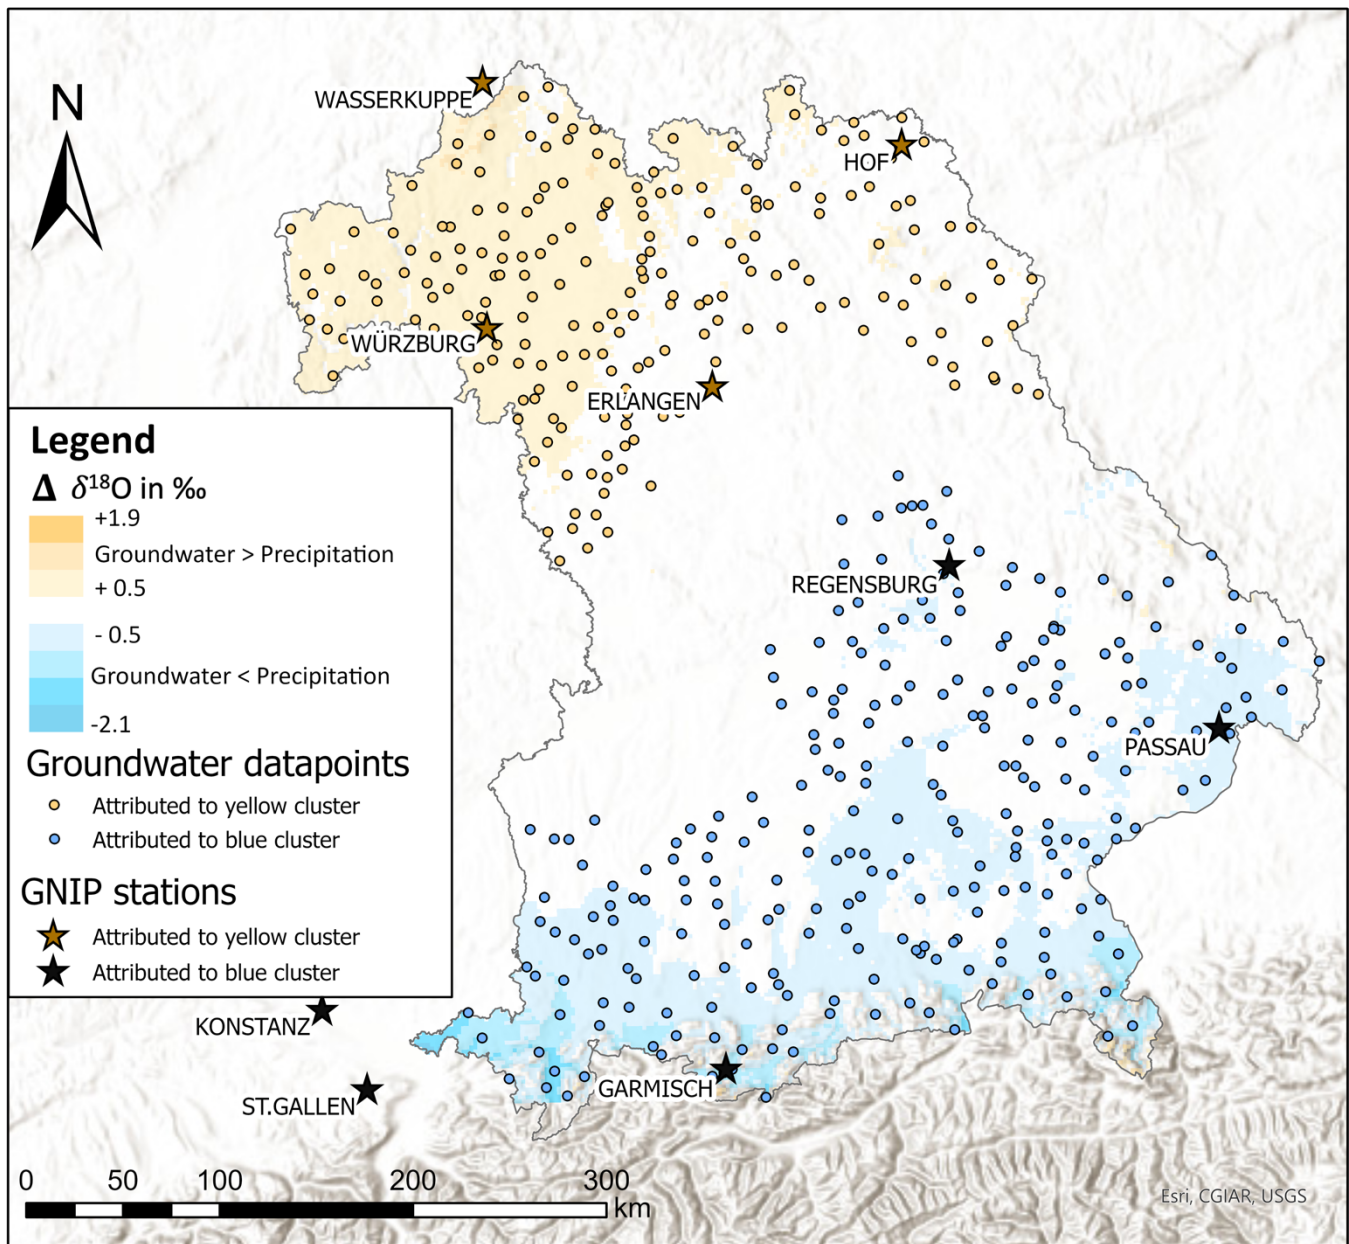 WASSERKUPPE
N
HOF
WÜRZBURG
ERLANGEN
Legend
Δ δ¹⁸O in ‰
+1.9
Groundwater > Precipitation
+ 0.5
- 0.5
Groundwater < Precipitation
-2.1
Groundwater datapoints
Attributed to yellow cluster
Attributed to blue cluster
GNIP stations
Attributed to yellow cluster
Attributed to blue cluster
REGENSBURG
PASSAU
KONSTANZ
GARMISCH
ST.GALLEN
0 50 100 200 300
km
Esri, CGIAR, USGS